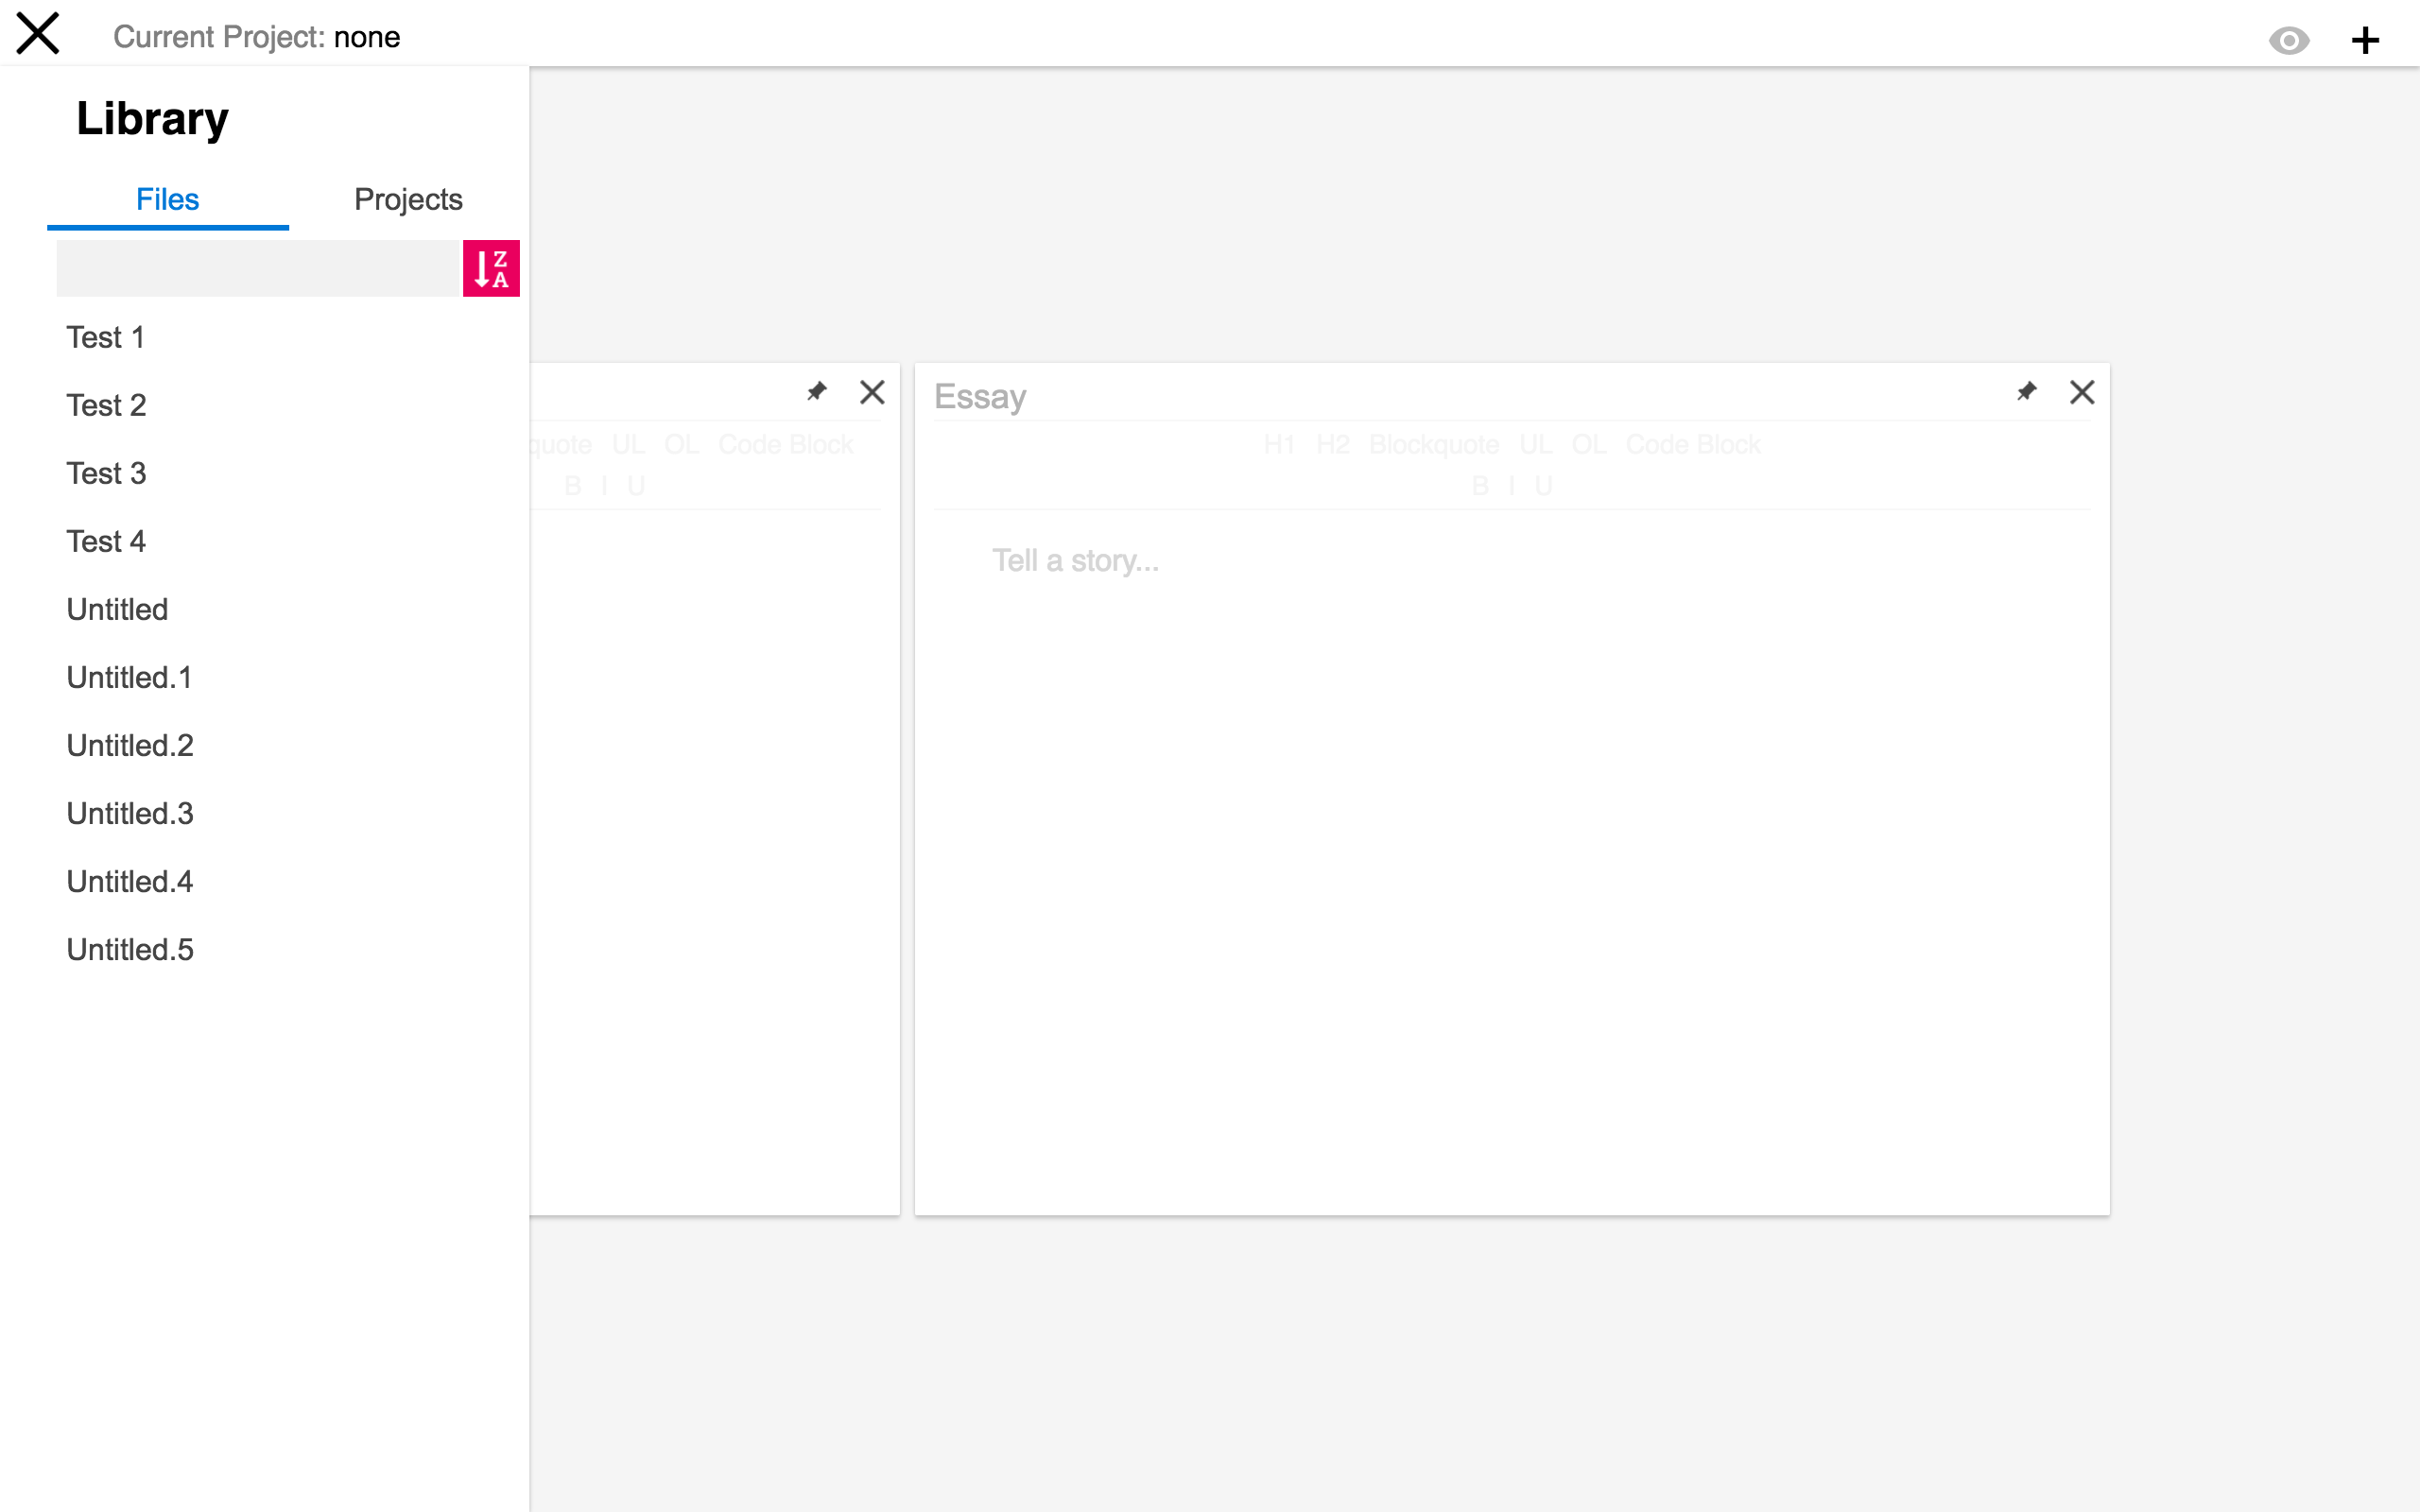 Current Project: none
Library
Files Projects
Z
A
Test 1
Test 2
Test 3
Test 4
Untitled
Untitled.1
Untitled.2
Untitled.3
Untitled.4
Untitled.5
quote UL OL Code Block
B I U
Essay
H1 H2 Blockquote UL OL Code Block
B I U
Tell a story...